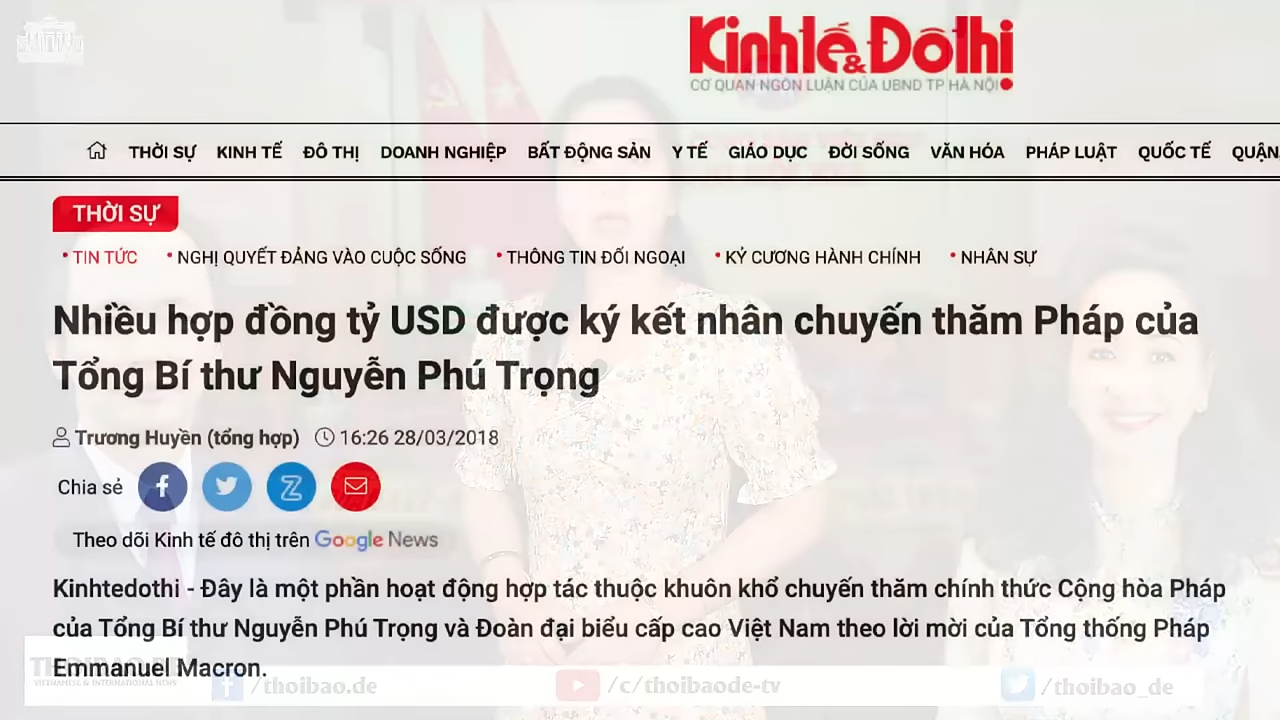 Kinhtế & Đôthị
CƠ QUAN NGÔN LUẬN CỦA UBND TP HÀ NỘI
THỜI SỰ KINH TẾ ĐÔ THỊ DOANH NGHIỆP BẤT ĐỘNG SẢN Y TẾ GIÁO DỤC ĐỜI SỐNG VĂN HÓA PHÁP LUẬT QUỐC TẾ QUẬN,
THỜI SỰ
• TIN TỨC • NGHỊ QUYẾT ĐẢNG VÀO CUỘC SỐNG • THÔNG TIN ĐỐI NGOẠI • KỶ CƯƠNG HÀNH CHÍNH • NHÂN SỰ
Nhiều hợp đồng tỷ USD được ký kết nhân chuyến thăm Pháp của
Tổng Bí thư Nguyễn Phú Trọng
Trương Huyền (tổng hợp) 16:26 28/03/2018
Chia sẻ
Theo dõi Kinh tế đô thị trên Google News
Kinhtedothi - Đây là một phần hoạt động hợp tác thuộc khuôn khổ chuyến thăm chính thức Cộng hòa Pháp
của Tổng Bí thư Nguyễn Phú Trọng và Đoàn đại biểu cấp cao Việt Nam theo lời mời của Tổng thống Pháp
Emmanuel Macron.
THOIBAO.DE
VIETNAMESE & INTERNATIONAL NEWS
/thoibao.de /c/thoibaode-tv /thoibao_de